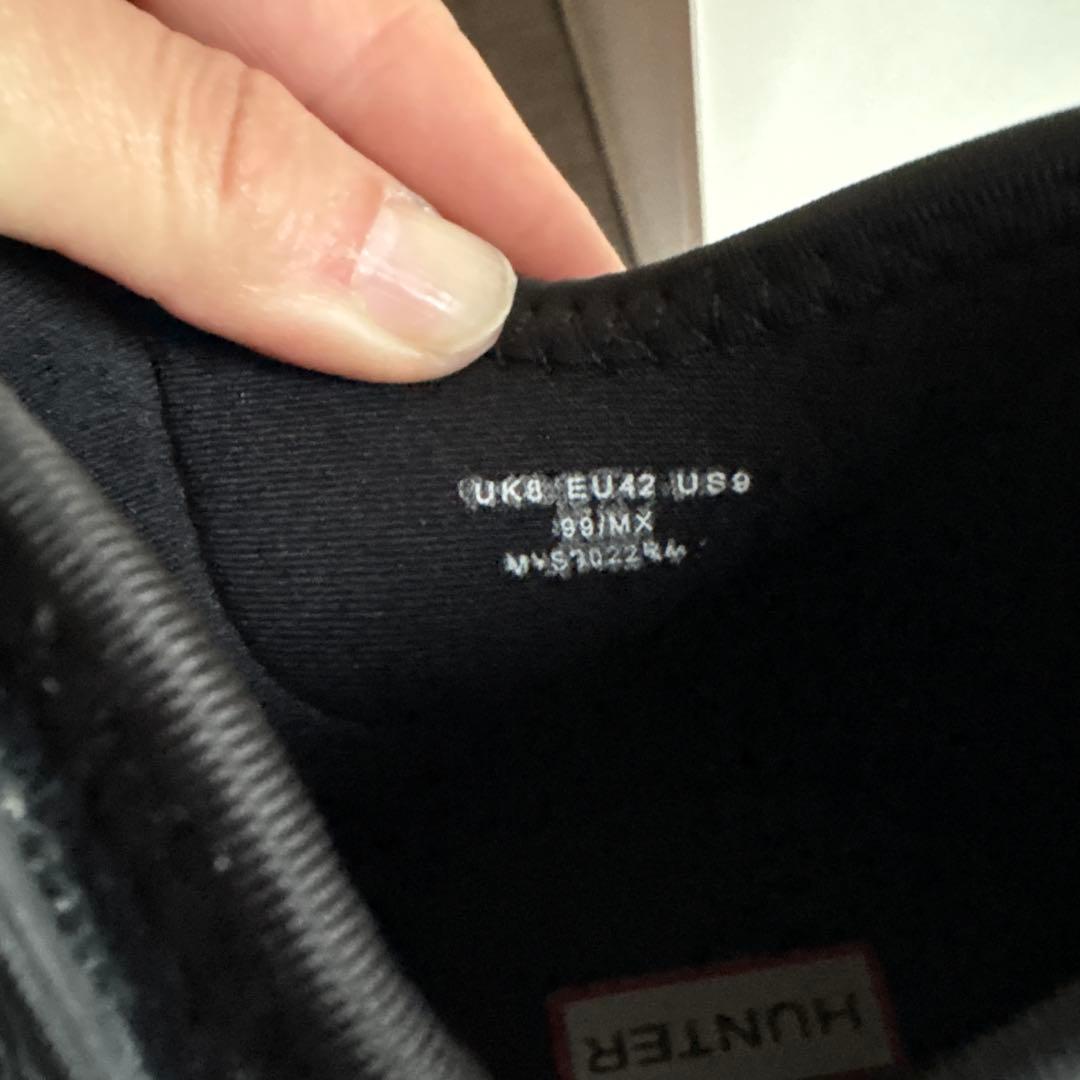 UK8 EU42 US9
99/MX
HUNTER